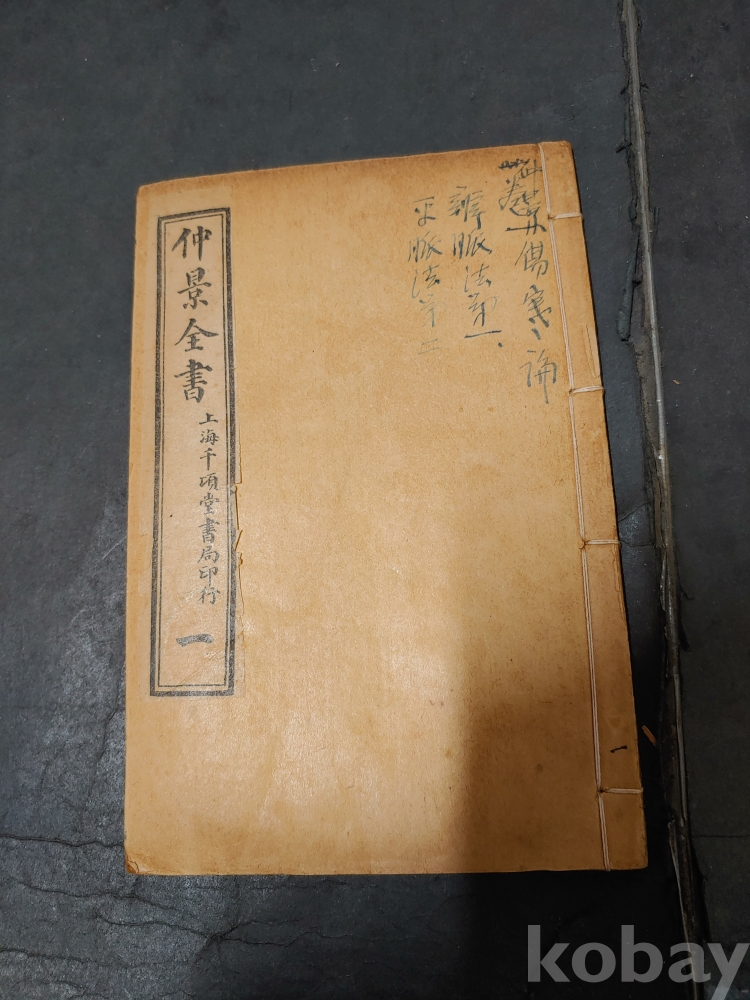 傷寒論
辨脈法第一、
平脈法第二
仲景全書
上海千頃堂書局印行
一
一
kobay